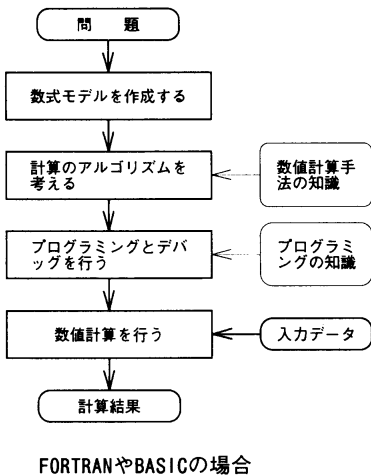 問　題
数式モデルを作成する
計算のアルゴリズムを
考える
数値計算手
法の知識
プログラミングとデバ
ッグを行う
プログラミ
ングの知識
数値計算を行う
入力データ
計算結果
FORTRANやBASICの場合